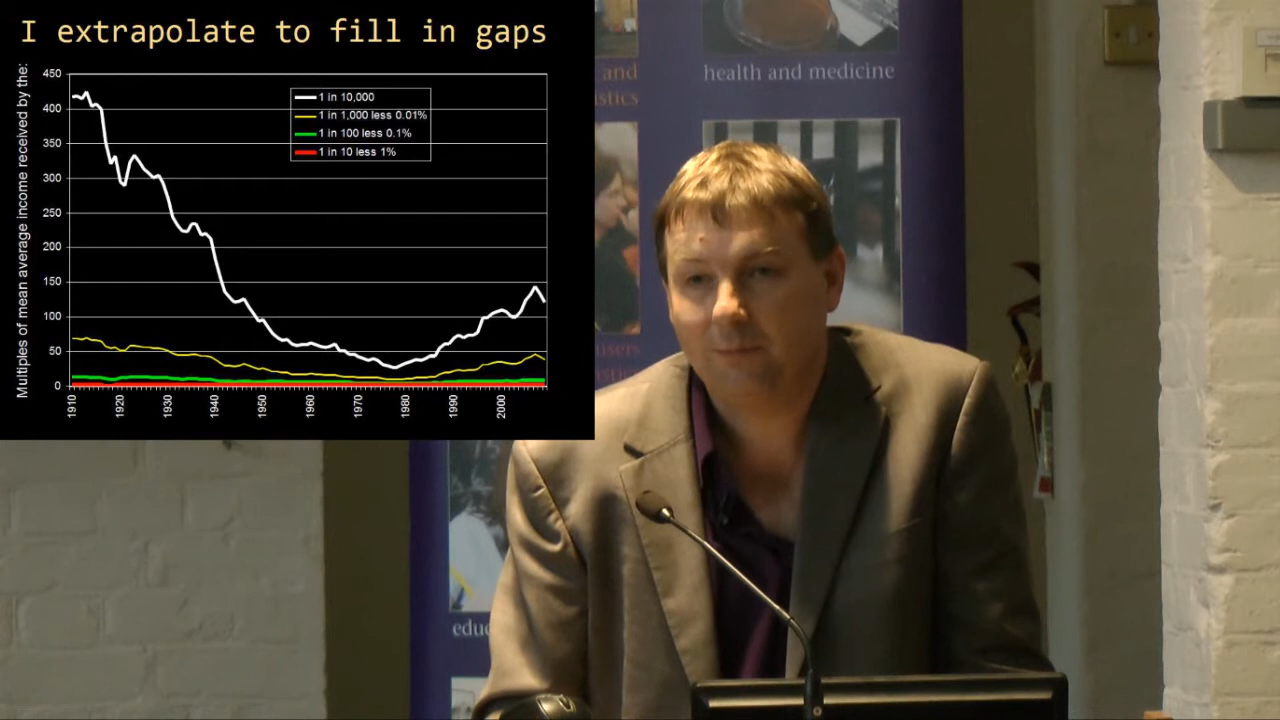 I extrapolate to fill in gaps
Multiples of mean average income received by the:
450
400
350
300
250
200
150
100
50
0
1 in 10,000
1 in 1,000 less 0.01%
1 in 100 less 0.1%
1 in 10 less 1%
1910
1920
1930
1940
1950
1960
1970
1980
1990
2000
and
istics
health and medicine
educ